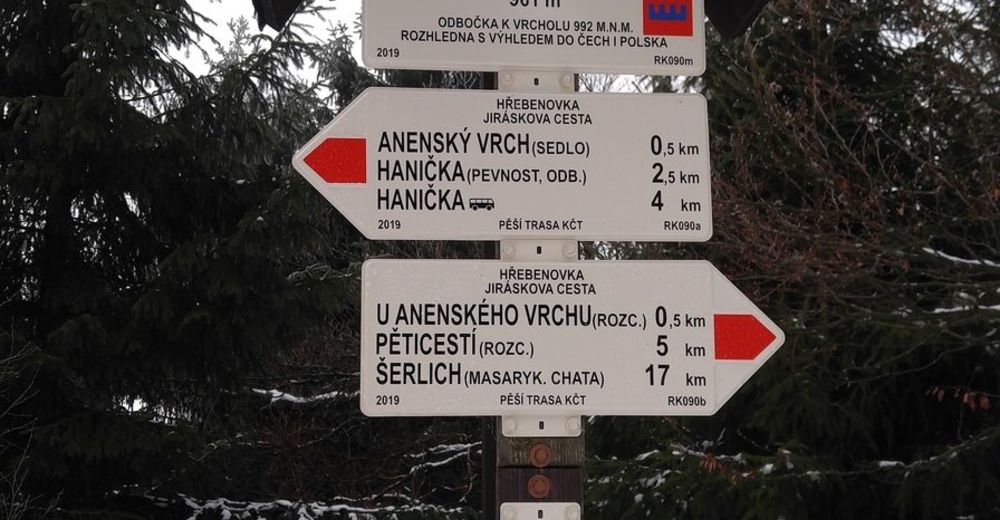 961 m
ODBOČKA K VRCHOLU 992 M.N.M.
ROZHLEDNA S VÝHLEDEM DO ČECH I POLSKA
2019 RK090m
HŘEBENOVKA
JIRÁSKOVA CESTA
ANENSKÝ VRCH (SEDLO) 0,5 km
HANIČKA (PEVNOST, ODB.) 2,5 km
HANIČKA 4 km
2019 PĚŠÍ TRASA KČT RK090a
HŘEBENOVKA
JIRÁSKOVA CESTA
U ANENSKÉHO VRCHU (ROZC.) 0,5 km
PĚTICESTÍ (ROZC.) 5 km
ŠERLICH (MASARYK. CHATA) 17 km
2019 PĚŠÍ TRASA KČT RK090b